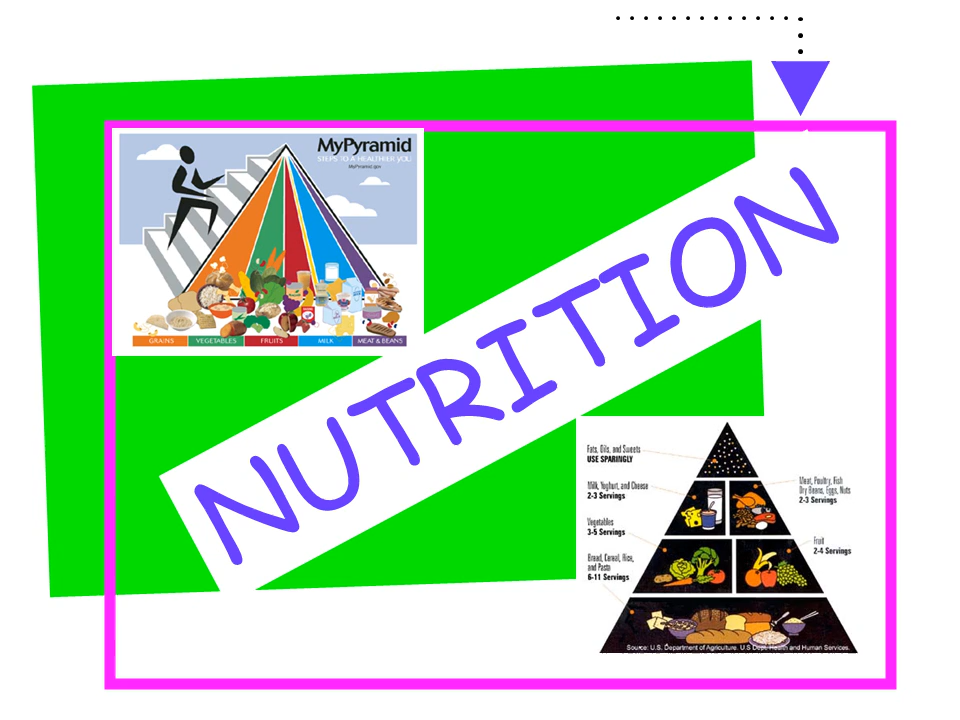 MyPyramid
STEPS TO A HEALTHIER YOU
MyPyramid.gov
GRAINS
VEGETABLES
FRUITS
MILK
MEAT & BEANS
NUTRITION
Fats, Oils, and Sweets
USE SPARINGLY
Milk, Yoghurt, and Cheese
2-3 Servings
Meat, Poultry, Fish
Dry Beans, Eggs, Nuts
2-3 Servings
Vegetables
3-5 Servings
Fruit
2-4 Servings
Bread, Cereal, Rice,
and Pasta
6-11 Servings
Source: U.S. Department of Agriculture. U.S Dept. Health and Human Services.